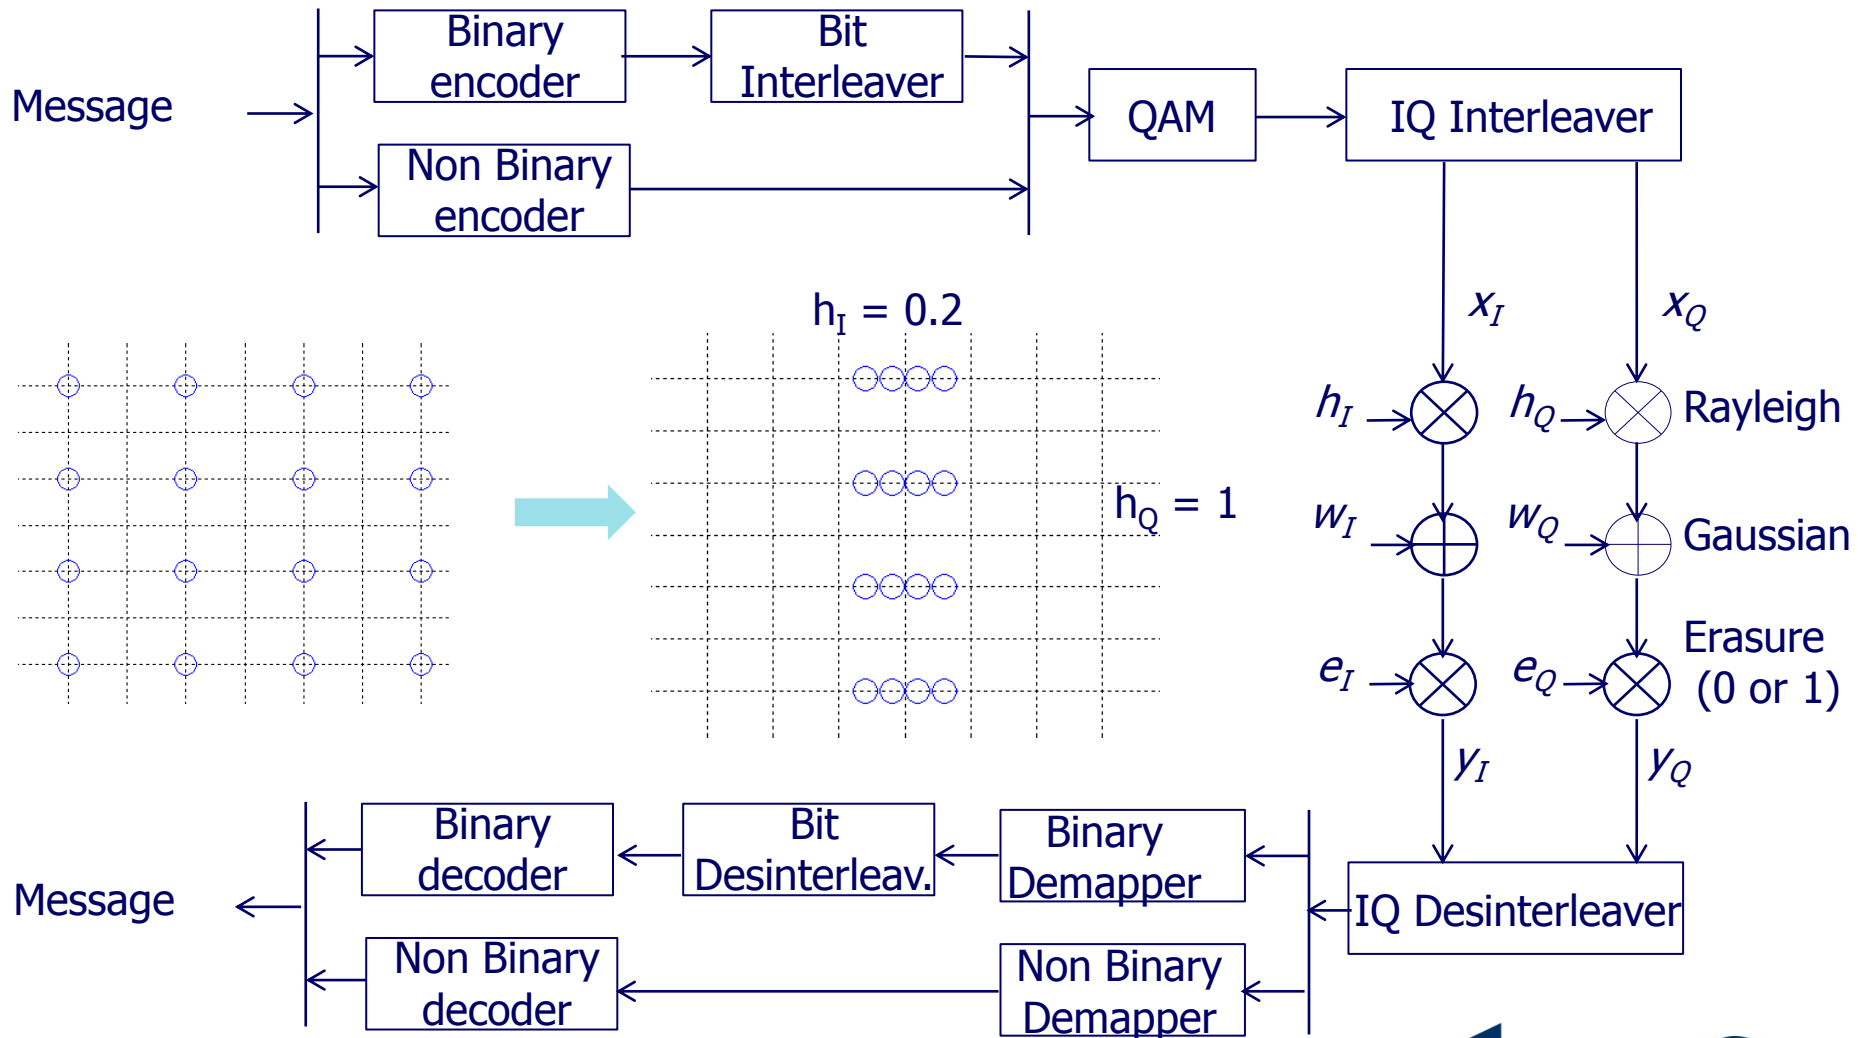 Message
Binary
encoder
Bit
Interleaver
Non Binary
encoder
QAM
IQ Interleaver
x_I
x_Q
h_I = 0.2
h_Q = 1
h_I
h_Q
Rayleigh
w_I
w_Q
Gaussian
e_I
e_Q
Erasure
(0 or 1)
y_I
y_Q
Message
Binary
decoder
Bit
Desinterleav.
Binary
Demapper
IQ Desinterleaver
Non Binary
decoder
Non Binary
Demapper